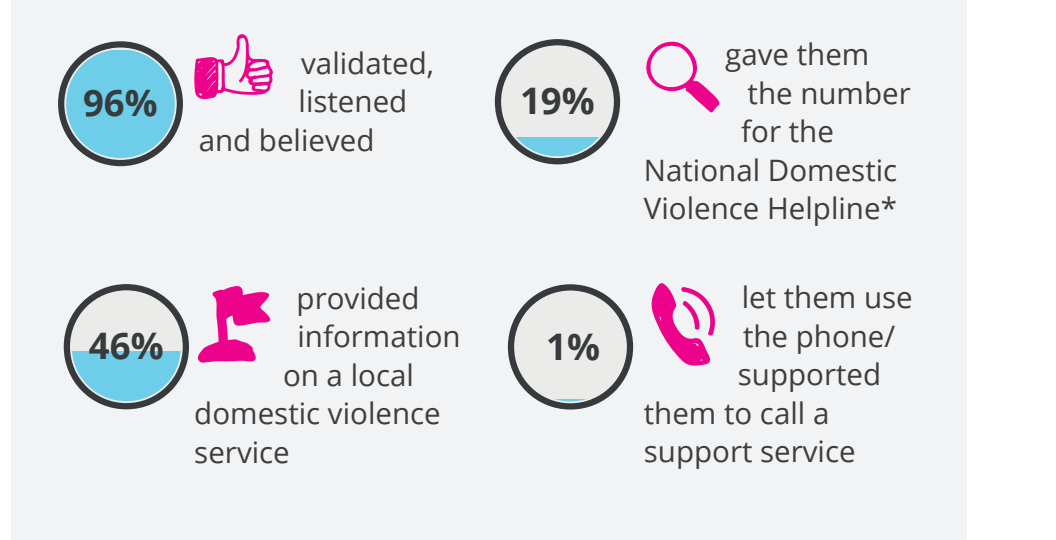 96%
validated,
listened
and believed
19%
gave them
the number
for the
National Domestic
Violence Helpline*
46%
provided
information
on a local
domestic violence
service
1%
let them use
the phone/
supported
them to call a
support service